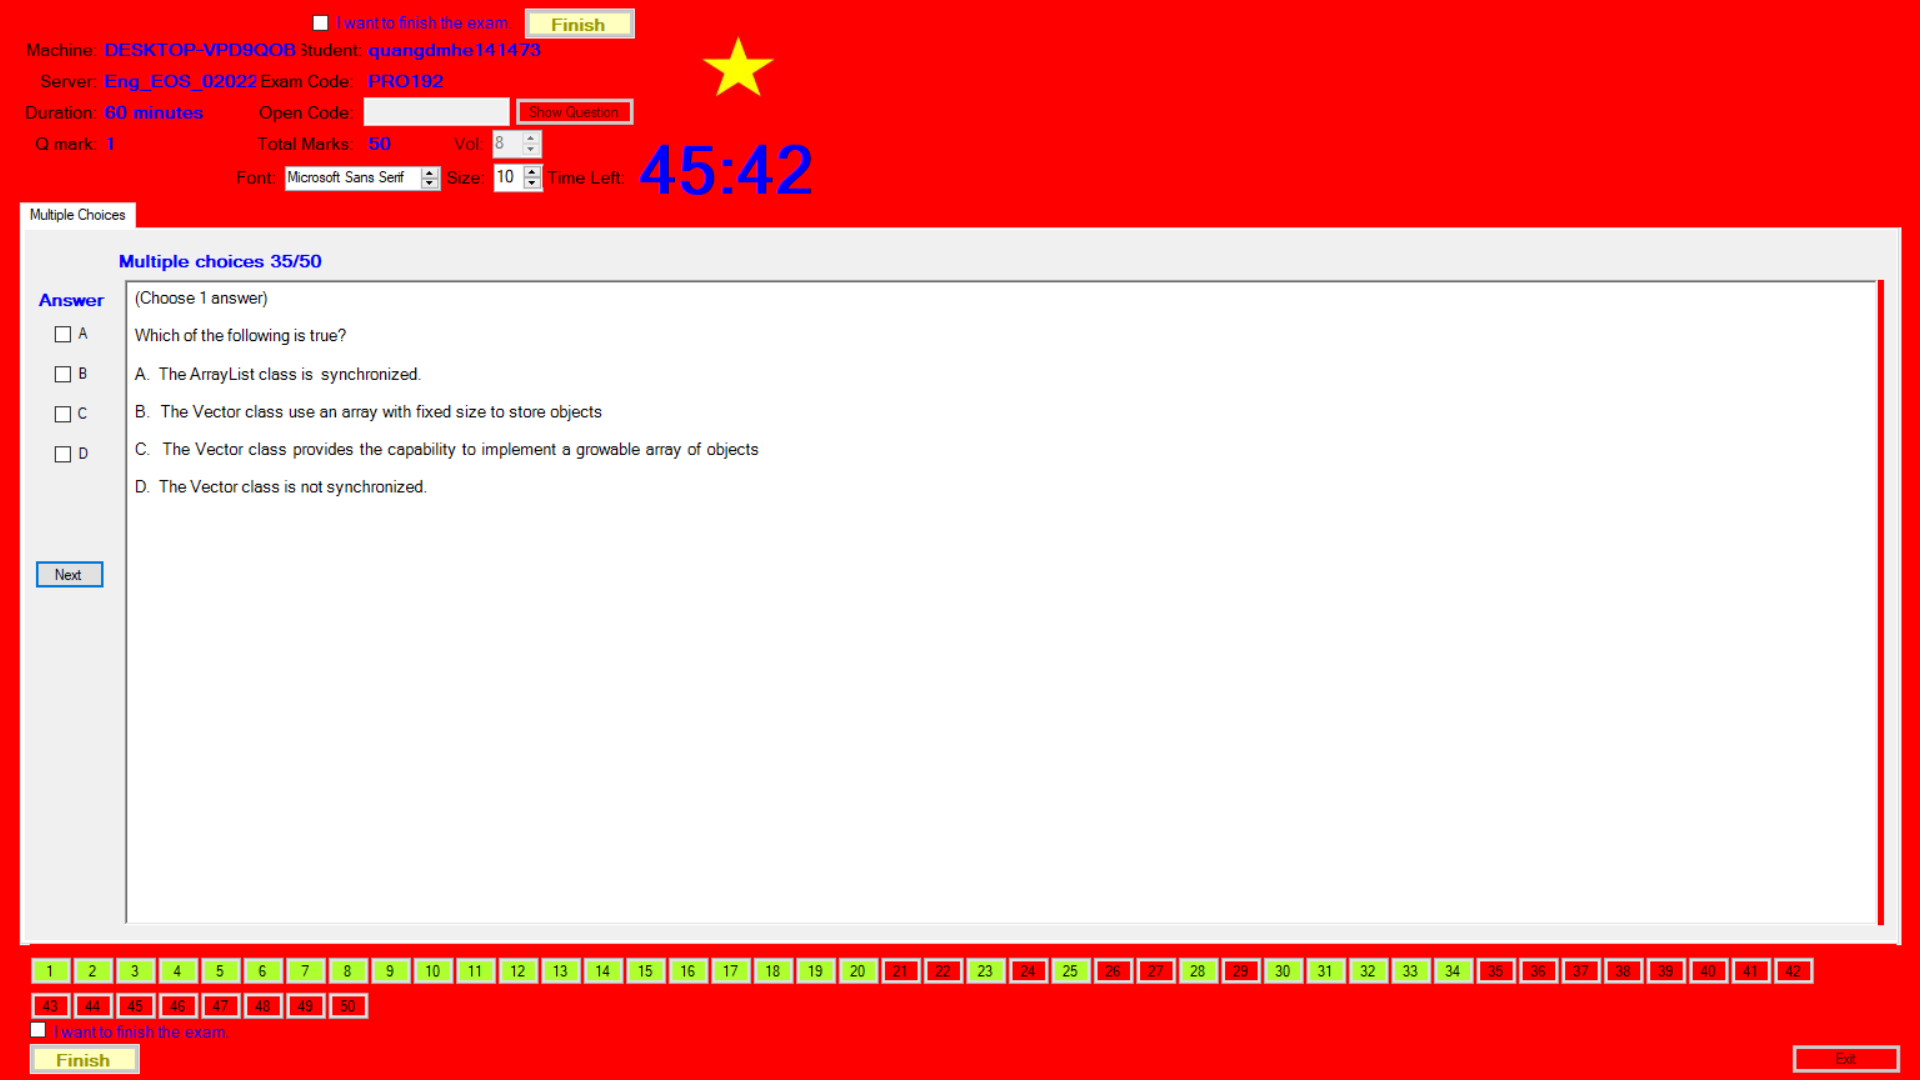 I want to finish the exam.
Finish
Machine: DESKTOP-VPD9QOB Student: quangdmhe141473
Server: Eng_EOS_02022 Exam Code: PRO192
Duration: 60 minutes Open Code: Show Question
Q mark: 1 Total Marks: 50 Vol: 8
Font: Microsoft Sans Serif Size: 10 Time Left: 45:42
Multiple Choices
Multiple choices 35/50
Answer
A
B
C
D
Next
(Choose 1 answer)
Which of the following is true?
A. The ArrayList class is synchronized.
B. The Vector class use an array with fixed size to store objects
C. The Vector class provides the capability to implement a growable array of objects
D. The Vector class is not synchronized.
1 2 3 4 5 6 7 8 9 10 11 12 13 14 15 16 17 18 19 20 21 22 23 24 25 26 27 28 29 30 31 32 33 34 35 36 37 38 39 40 41 42
43 44 45 46 47 48 49 50
I want to finish the exam.
Finish
Exit